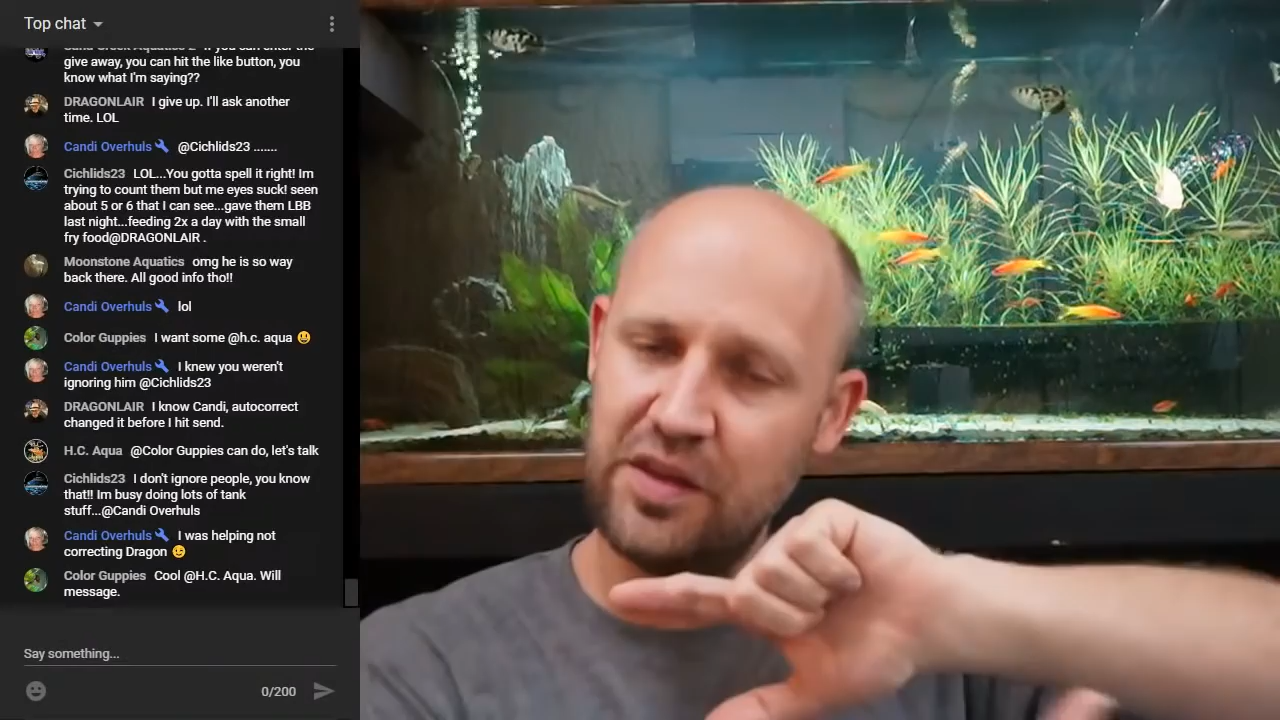 Top chat
give away, you can hit the like button, you
know what I'm saying??
DRAGONLAIR I give up. I'll ask another
time. LOL
Candi Overhuls @Cichlids23 .......
Cichlids23 LOL...You gotta spell it right! Im
trying to count them but me eyes suck! seen
about 5 or 6 that I can see...gave them LBB
last night...feeding 2x a day with the small
fry food@DRAGONLAIR .
Moonstone Aquatics omg he is so way
back there. All good info tho!!
Candi Overhuls lol
Color Guppies I want some @h.c. aqua 😃
Candi Overhuls I knew you weren't
ignoring him @Cichlids23
DRAGONLAIR I know Candi, autocorrect
changed it before I hit send.
H.C. Aqua @Color Guppies can do, let's talk
Cichlids23 I don't ignore people, you know
that!! Im busy doing lots of tank
stuff...@Candi Overhuls
Candi Overhuls I was helping not
correcting Dragon 😉
Color Guppies Cool @H.C. Aqua. Will
message.
Say something...
0/200